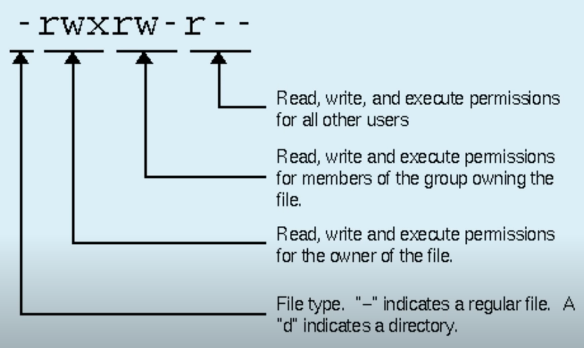 -rwxrw-r--
Read, write, and execute permissions
for all other users
Read, write and execute permissions
for members of the group owning the
file.
Read, write and execute permissions
for the owner of the file.
File type. "-" indicates a regular file. A
"d" indicates a directory.